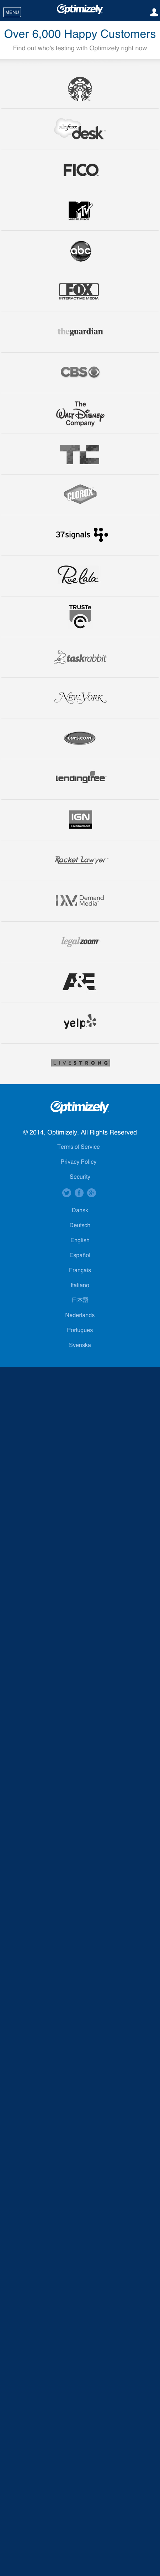 MENU
Optimizely
Over 6,000 Happy Customers
Find out who's testing with Optimizely right now
salesforce
desk
FICO
MTV
MUSIC TELEVISION
abc
FOX
INTERACTIVE MEDIA
theguardian
CBS
The
Walt Disney
Company
TC
CLOROX
37signals
Rue La La
TRUSTe
taskrabbit
NEW YORK
cars.com
lendingtree
IGN
Entertainment
Rocket Lawyer
Demand
Media
legalzoom
A&E
yelp
LIVESTRONG
Optimizely
© 2014, Optimizely. All Rights Reserved
Terms of Service
Privacy Policy
Security
Dansk
Deutsch
English
Español
Français
Italiano
日本語
Nederlands
Português
Svenska